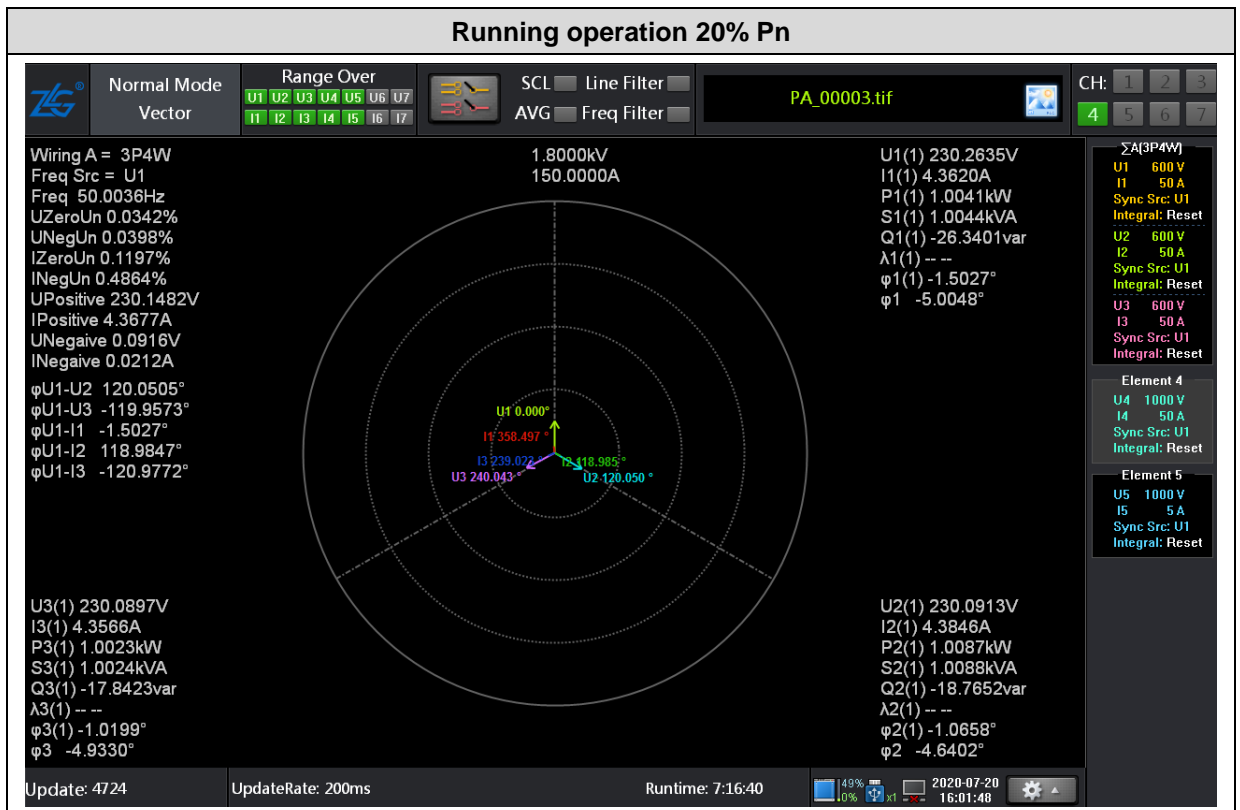 Running operation 20% Pn
ZLG®
Normal Mode
Vector
Range Over
U1 U2 U3 U4 U5 U6 U7
I1 I2 I3 I4 I5 I6 I7
SCL Line Filter
AVG Freq Filter
PA_00003.tif
CH: 1 2 3
4 5 6 7
Wiring A = 3P4W
Freq Src = U1
Freq 50.0036Hz
UZeroUn 0.0342%
UNegUn 0.0398%
IZeroUn 0.1197%
INegUn 0.4864%
UPositive 230.1482V
IPositive 4.3677A
UNegaive 0.0916V
INegaive 0.0212A
φU1-U2 120.0505°
φU1-U3 -119.9573°
φU1-I1 -1.5027°
φU1-I2 118.9847°
φU1-I3 -120.9772°
1.8000kV
150.0000A
U1(1) 230.2635V
I1(1) 4.3620A
P1(1) 1.0041kW
S1(1) 1.0044kVA
Q1(1) -26.3401var
λ1(1) -- --
φ1(1) -1.5027°
φ1 -5.0048°
U1 0.000°
I1 358.497 °
I3 239.023 °
I2 118.985 °
U3 240.043 °
U2 120.050 °
U3(1) 230.0897V
I3(1) 4.3566A
P3(1) 1.0023kW
S3(1) 1.0024kVA
Q3(1) -17.8423var
λ3(1) -- --
φ3(1) -1.0199°
φ3 -4.9330°
U2(1) 230.0913V
I2(1) 4.3846A
P2(1) 1.0087kW
S2(1) 1.0088kVA
Q2(1) -18.7652var
λ2(1) -- --
φ2(1) -1.0658°
φ2 -4.6402°
∑A(3P4W)
U1 600 V
I1 50 A
Sync Src: U1
Integral: Reset
U2 600 V
I2 50 A
Sync Src: U1
Integral: Reset
U3 600 V
I3 50 A
Sync Src: U1
Integral: Reset
Element 4
U4 1000 V
I4 50 A
Sync Src: U1
Integral: Reset
Element 5
U5 1000 V
I5 5 A
Sync Src: U1
Integral: Reset
Update: 4724
UpdateRate: 200ms
Runtime: 7:16:40
49%
0%
x1
2020-07-20
16:01:48